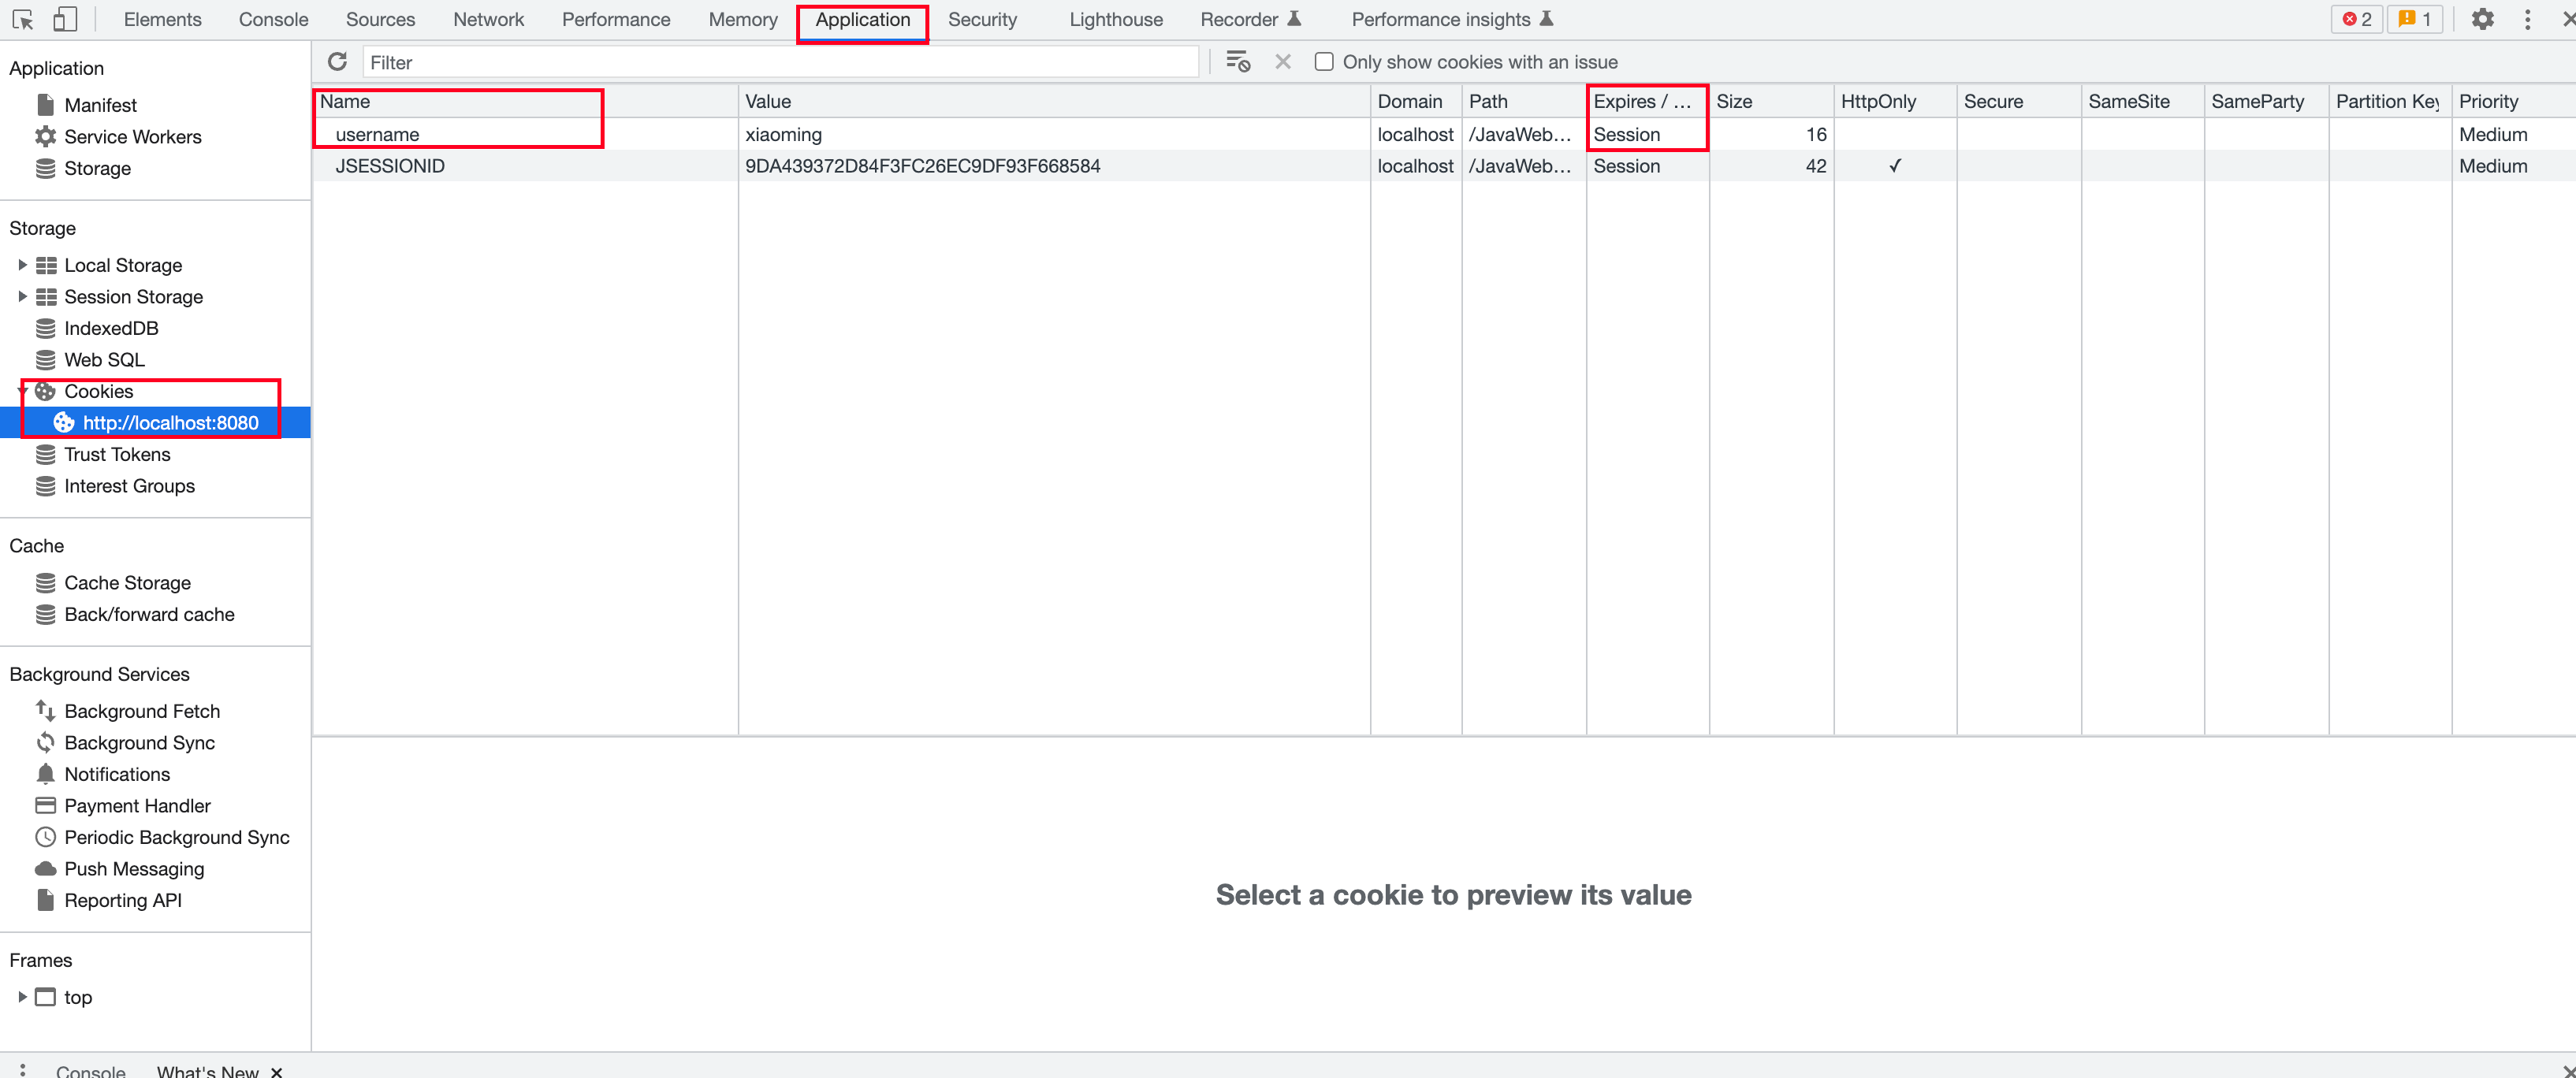 Elements Console Sources Network Performance Memory Application Security Lighthouse Recorder Performance insights 2 1
Application
Manifest
Service Workers
Storage
Storage
Local Storage
Session Storage
IndexedDB
Web SQL
Cookies
http://localhost:8080
Trust Tokens
Interest Groups
Cache
Cache Storage
Back/forward cache
Background Services
Background Fetch
Background Sync
Notifications
Payment Handler
Periodic Background Sync
Push Messaging
Reporting API
Frames
top
Filter Only show cookies with an issue
Name Value Domain Path Expires / ... Size HttpOnly Secure SameSite SameParty Partition Key Priority
username xiaoming localhost /JavaWeb... Session 16 Medium
JSESSIONID 9DA439372D84F3FC26EC9DF93F668584 localhost /JavaWeb... Session 42 ✓ Medium
Select a cookie to preview its value
Console What's New